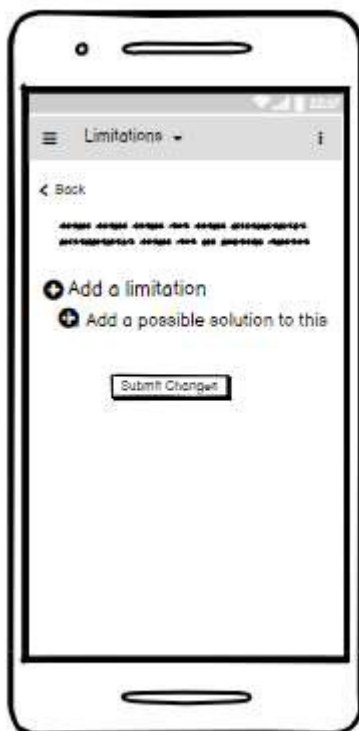 Limitations
Back
Add a limitation
Add a possible solution to this
Submit Changes